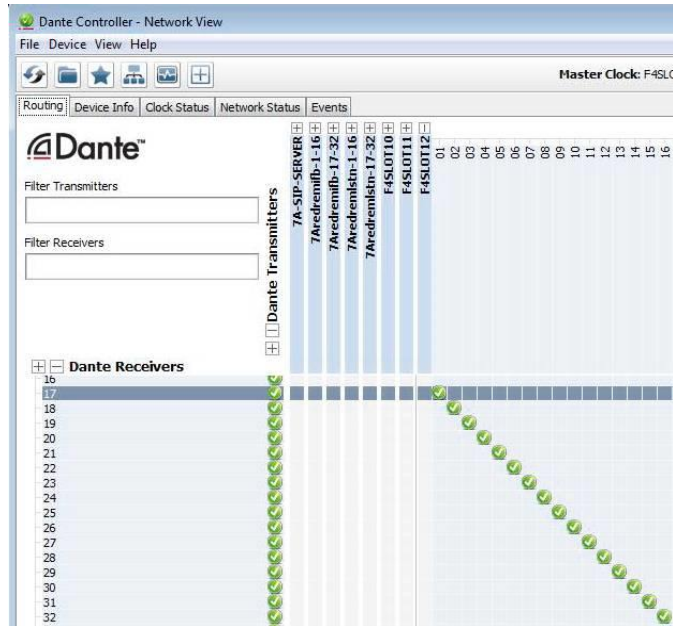 Dante Controller - Network View
File Device View Help
Master Clock: F4SLO
Routing Device Info Clock Status Network Status Events
Dante™
Filter Transmitters
Filter Receivers
Dante Transmitters
7A-SIP-SERVER
7Aredremifb-1-16
7Aredremifb-17-32
7Aredremlstn-1-16
7Aredremlstn-17-32
F4SLOT10
F4SLOT11
F4SLOT12
01 02 03 04 05 06 07 08 09 10 11 12 13 14 15 16
Dante Receivers
16
17
18
19
20
21
22
23
24
25
26
27
28
29
30
31
32